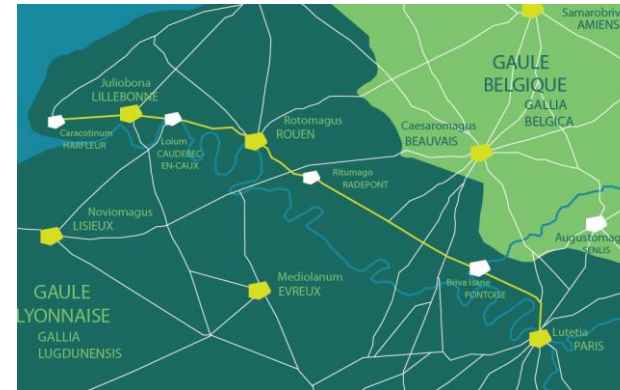 Samarobriv
AMIENS
GAULE
BELGIQUE
GALLIA
BELGICA
Juliobona
LILLEBONNE
Caracotinum
HARFLEUR
Loium
CAUDEBEC-
EN-CAUX
Rotomagus
ROUEN
Caesaromagus
BEAUVAIS
Ritumago
RADEPONT
Noviomagus
LISIEUX
Augustomag
SENLIS
Mediolanum
EVREUX
Briva Isarae
PONTOISE
GAULE
LYONNAISE
GALLIA
LUGDUNENSIS
Lutetia
PARIS